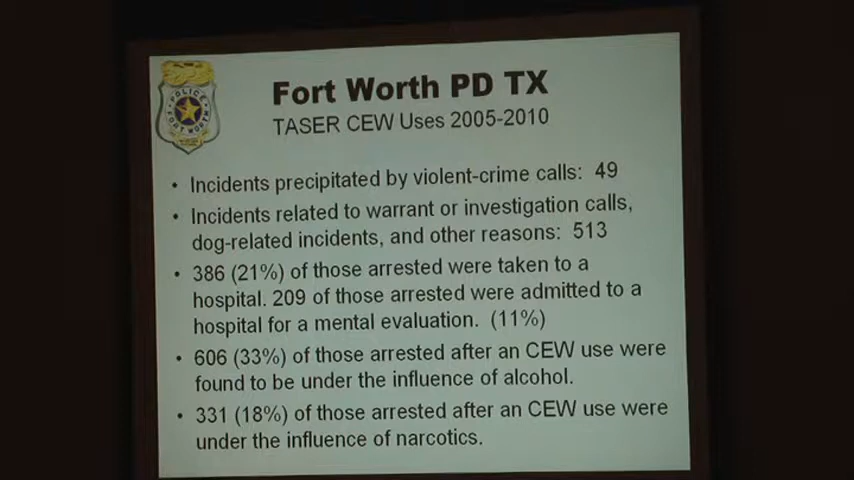 POLICE
FORT WORTH
Fort Worth PD TX
TASER CEW Uses 2005-2010
• Incidents precipitated by violent-crime calls: 49
• Incidents related to warrant or investigation calls,
dog-related incidents, and other reasons: 513
• 386 (21%) of those arrested were taken to a
hospital. 209 of those arrested were admitted to a
hospital for a mental evaluation. (11%)
• 606 (33%) of those arrested after an CEW use were
found to be under the influence of alcohol.
• 331 (18%) of those arrested after an CEW use were
under the influence of narcotics.